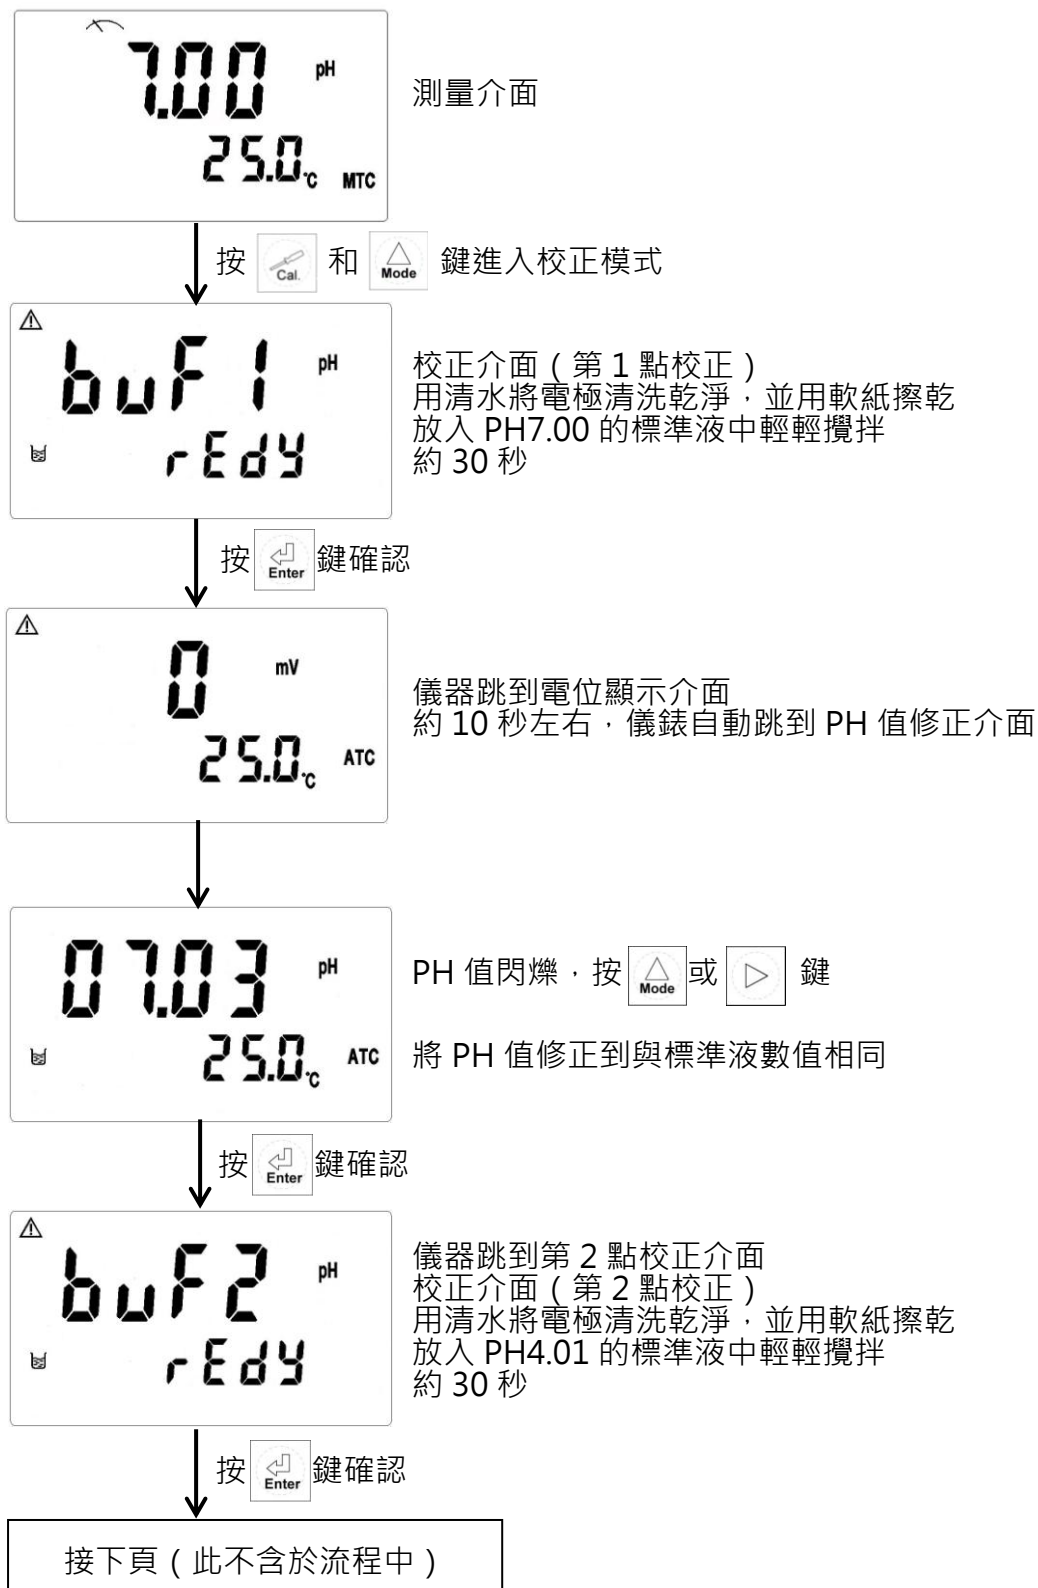 7.00 pH
25.0 ℃ MTC
測量介面
按 Cal. 和 Mode 鍵進入校正模式
buF1 pH
rEdy
校正介面（第 1 點校正）
用清水將電極清洗乾淨，並用軟紙擦乾
放入 PH7.00 的標準液中輕輕攪拌
約 30 秒
按 Enter 鍵確認
0 mV
25.0 ℃ ATC
儀器跳到電位顯示介面
約 10 秒左右，儀錶自動跳到 PH 值修正介面
07.03 pH
25.0 ℃ ATC
PH 值閃爍，按 Mode 或 鍵
將 PH 值修正到與標準液數值相同
按 Enter 鍵確認
buF2 pH
rEdy
儀器跳到第 2 點校正介面
校正介面（第 2 點校正）
用清水將電極清洗乾淨，並用軟紙擦乾
放入 PH4.01 的標準液中輕輕攪拌
約 30 秒
按 Enter 鍵確認
接下頁（此不含於流程中）